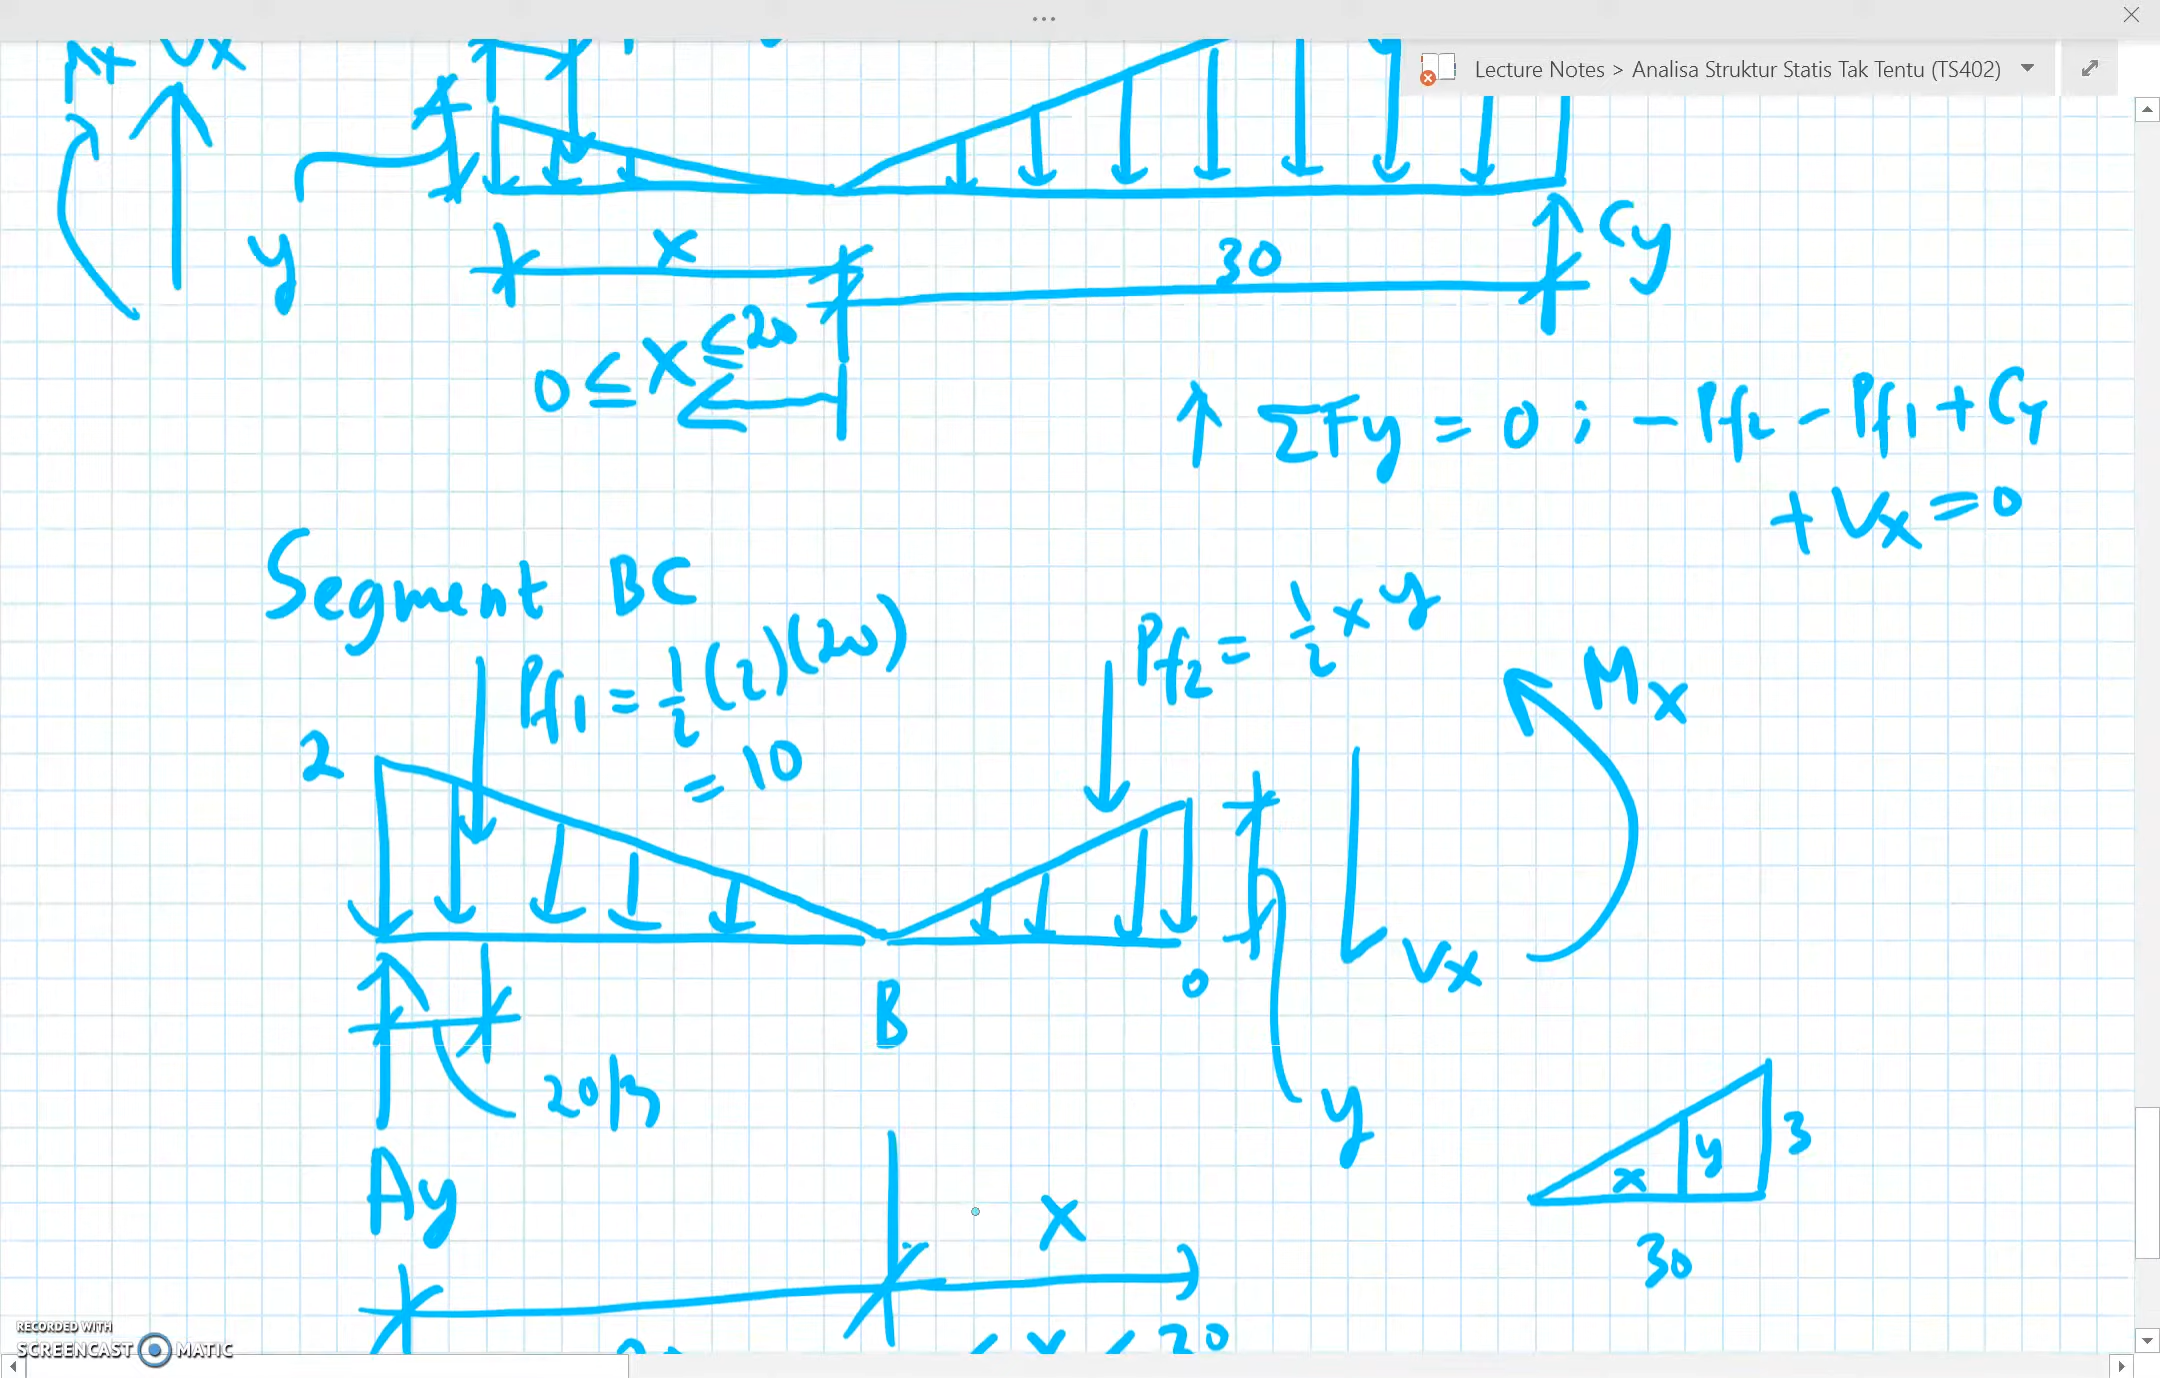 ...
Lecture Notes > Analisa Struktur Statis Tak Tentu (TS402)
Vx
y
x
30
Cy
0 ≤ x ≤ 20
↑ ΣFy = 0 ; - Pf2 - Pf1 + Cy
+ Vx = 0
Segment BC
Pf1 = 1/2 (2)(20)
= 10
Pf2 = 1/2 x y
Mx
2
Vx
B
0
20/3
y
Ay
x
x
y
3
30
< x < 30
RECORDED WITH
SCREENCAST MATIC